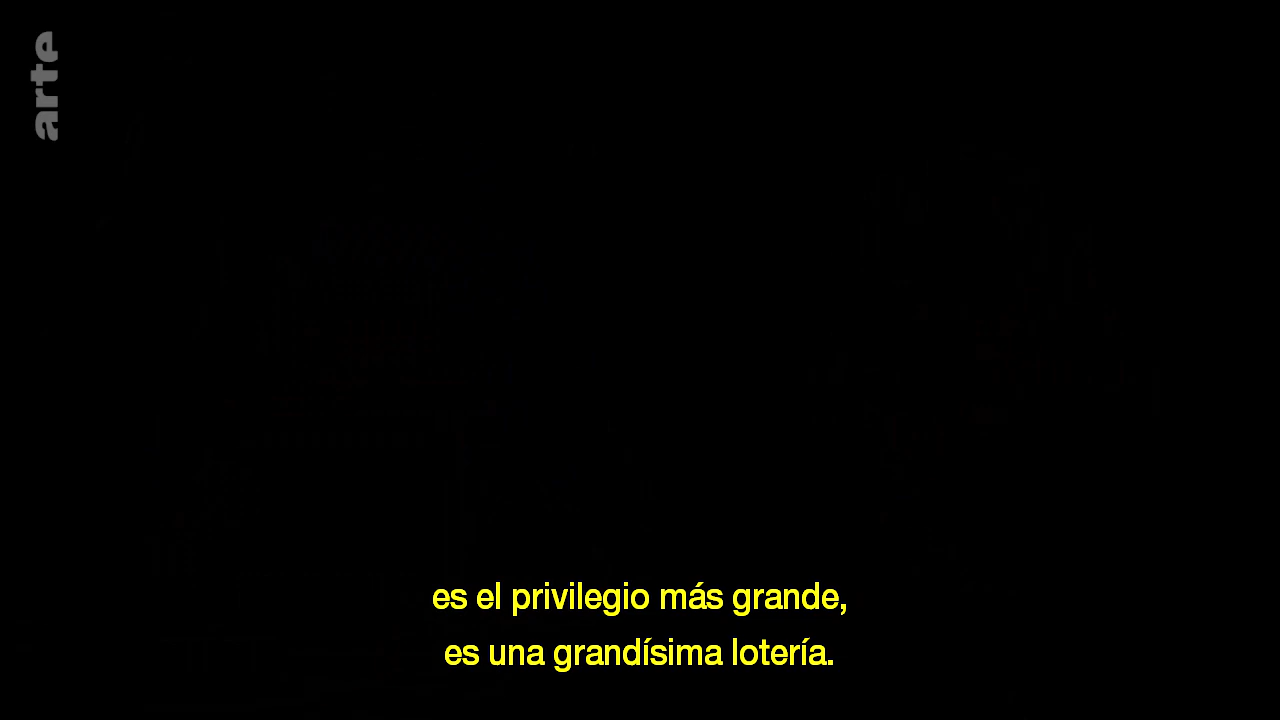 arte
es el privilegio más grande,
es una grandísima lotería.